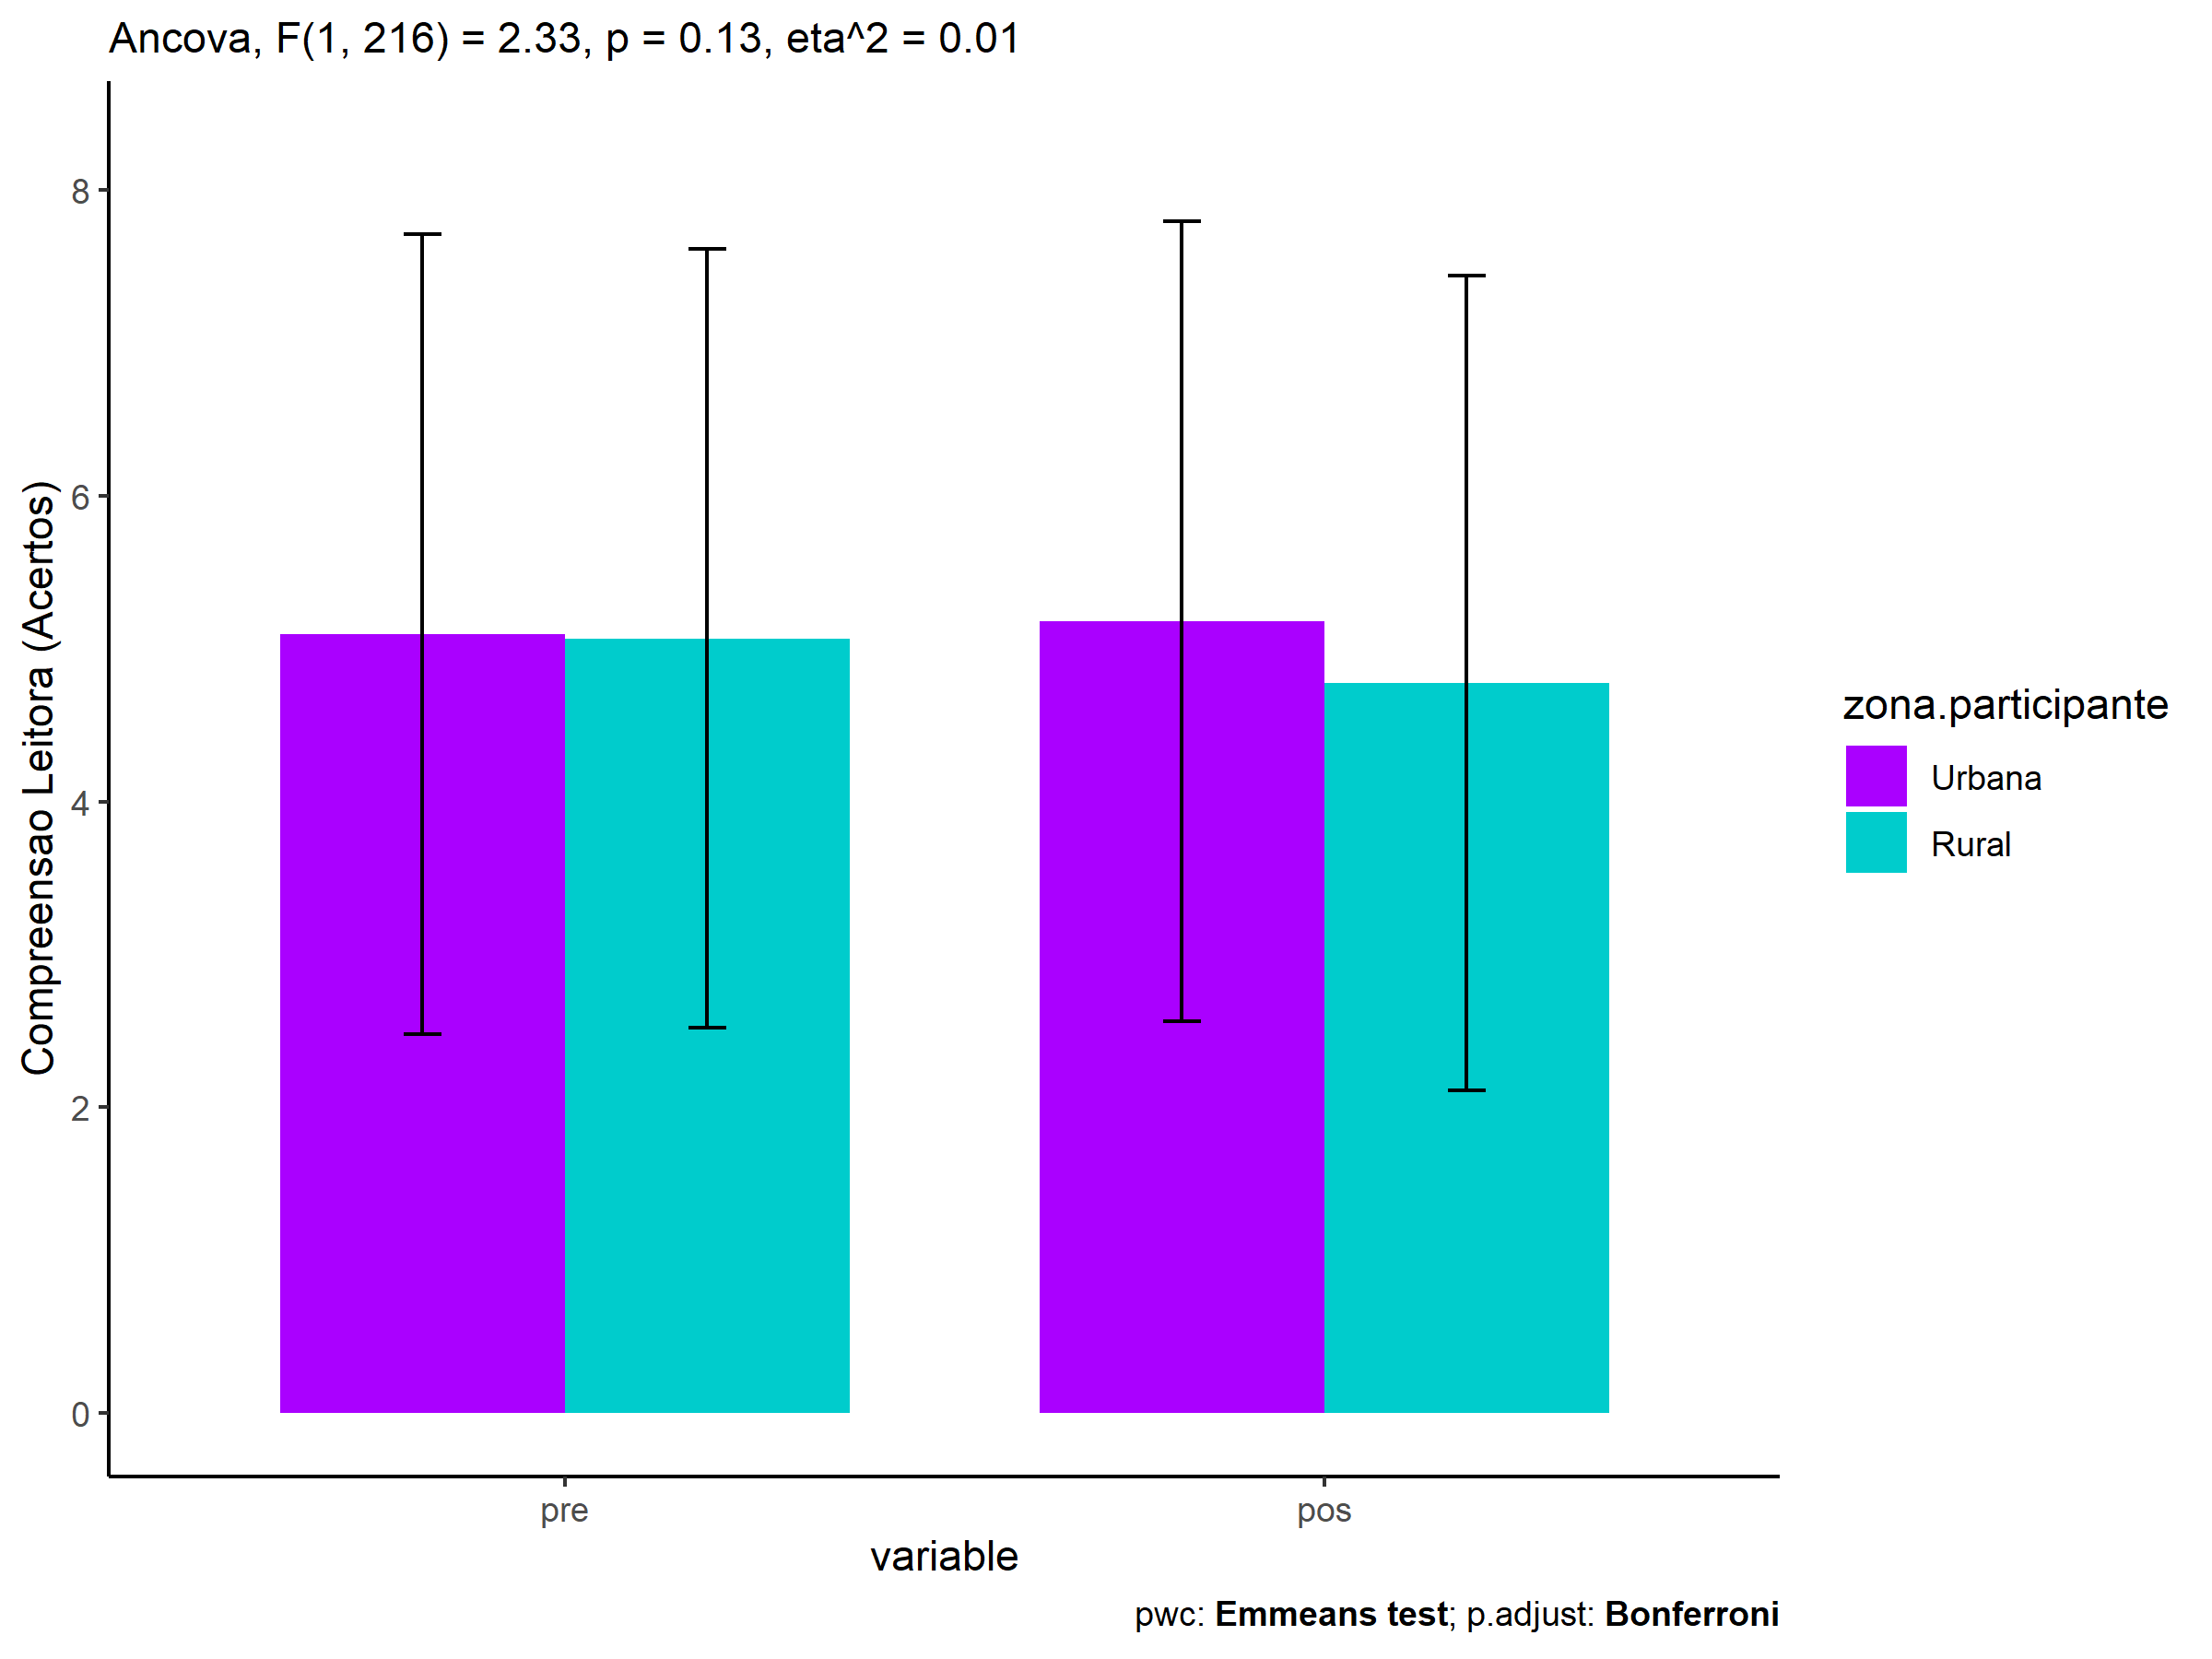 Ancova, F(1, 216) = 2.33, p = 0.13, eta^2 = 0.01
Compreensao Leitora (Acertos)
8
6
4
2
0
pre
pos
variable
zona.participante
Urbana
Rural
pwc: Emmeans test; p.adjust: Bonferroni